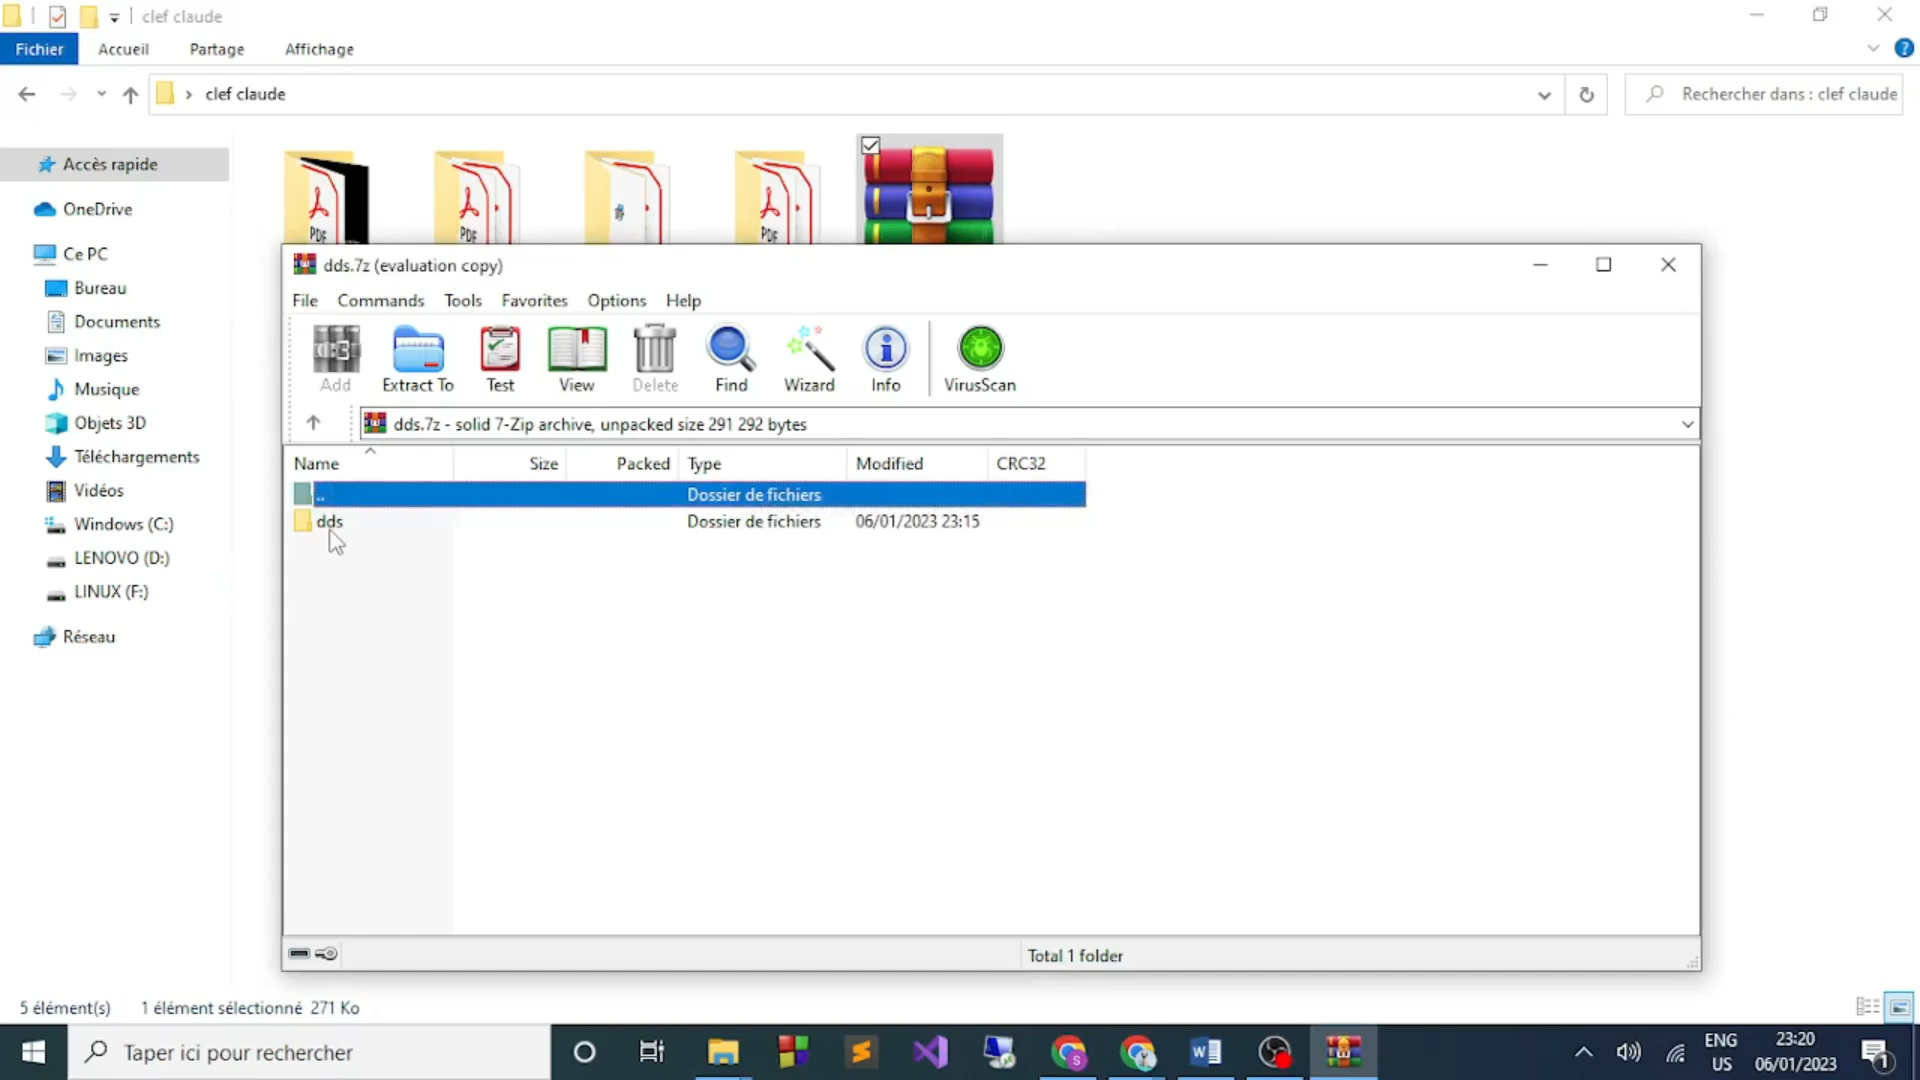 clef claude
Fichier Accueil Partage Affichage
clef claude
Rechercher dans : clef claude
Accès rapide
OneDrive
Ce PC
Bureau
Documents
Images
Musique
Objets 3D
Téléchargements
Vidéos
Windows (C:)
LENOVO (D:)
LINUX (F:)
Réseau
PDF PDF PDF
dds.7z (evaluation copy)
File Commands Tools Favorites Options Help
Add Extract To Test View Delete Find Wizard Info VirusScan
dds.7z - solid 7-Zip archive, unpacked size 291 292 bytes
Name Size Packed Type Modified CRC32
.. Dossier de fichiers
dds Dossier de fichiers 06/01/2023 23:15
Total 1 folder
5 élément(s) 1 élément sélectionné 271 Ko
Taper ici pour rechercher
ENG 23:20
US 06/01/2023
1